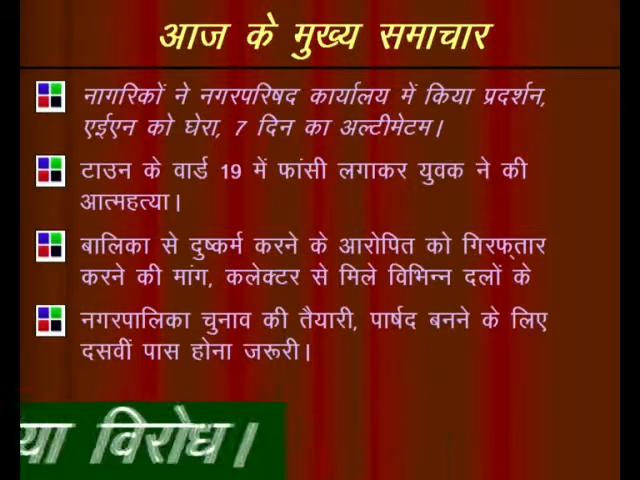 आज के मुख्य समाचार
नागरिकों ने नगरपरिषद कार्यालय में किया प्रदर्शन,
एईएन को घेरा, 7 दिन का अल्टीमेटम।
टाउन के वार्ड 19 में फांसी लगाकर युवक ने की
आत्महत्या।
बालिका से दुष्कर्म करने के आरोपित को गिरफ्तार
करने की मांग, कलेक्टर से मिले विभिन्न दलों के
नगरपालिका चुनाव की तैयारी, पार्षद बनने के लिए
दसवीं पास होना जरूरी।
या विरोध।